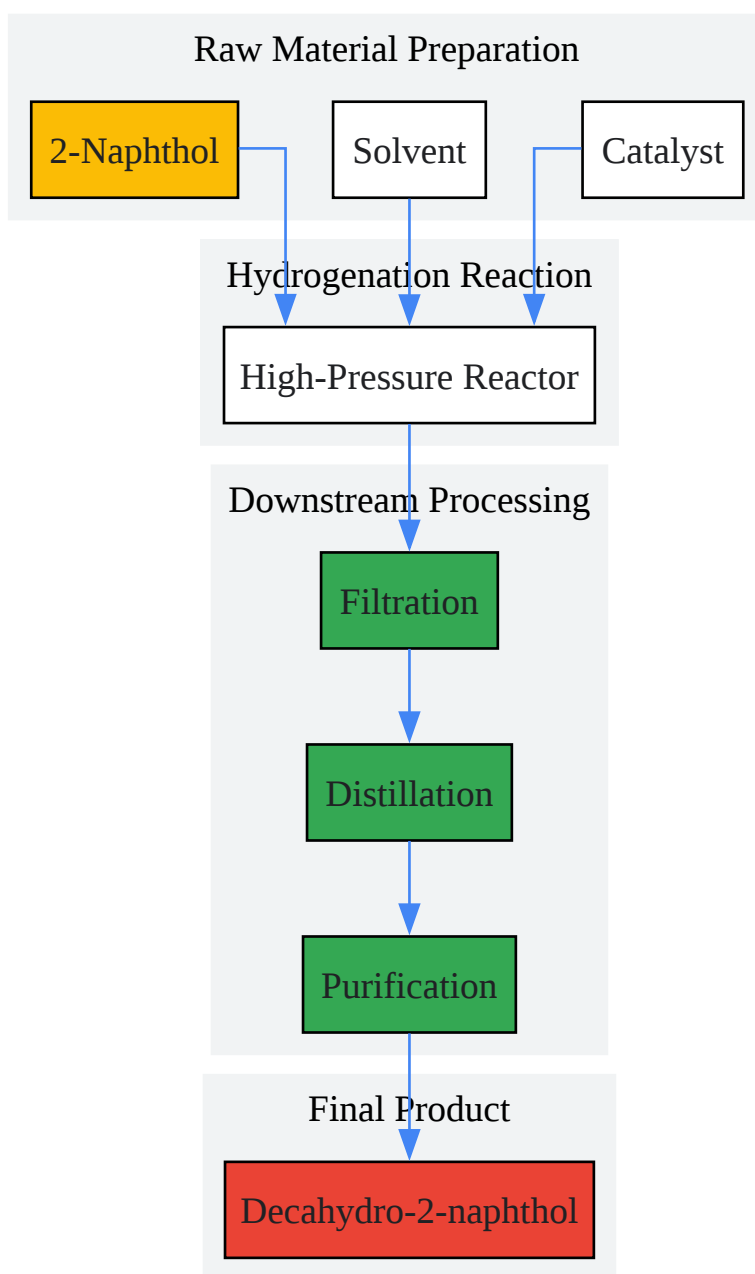 Raw Material Preparation
2-Naphthol
Solvent
Catalyst
Hydrogenation Reaction
High-Pressure Reactor
Downstream Processing
Filtration
Distillation
Purification
Final Product
Decahydro-2-naphthol